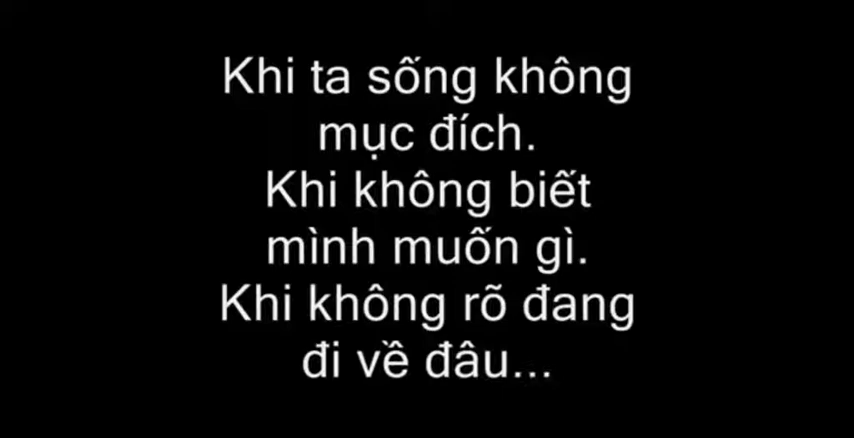 Khi ta sống không
mục đích.
Khi không biết
mình muốn gì.
Khi không rõ đang
đi về đâu...